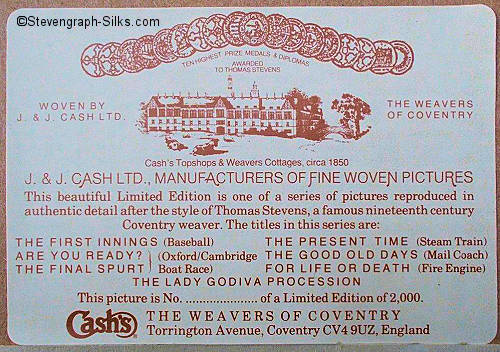 ©Stevengraph-Silks.com
TEN HIGHEST PRIZE MEDALS & DIPLOMAS
AWARDED
TO THOMAS STEVENS
WOVEN BY
J. & J. CASH LTD.
THE WEAVERS
OF COVENTRY
Cash's Topshops & Weavers Cottages, circa 1850
J. & J. CASH LTD., MANUFACTURERS OF FINE WOVEN PICTURES
This beautiful Limited Edition is one of a series of pictures reproduced in
authentic detail after the style of Thomas Stevens, a famous nineteenth century
Coventry weaver. The titles in this series are:
THE FIRST INNINGS (Baseball)
ARE YOU READY? (Oxford/Cambridge
THE FINAL SPURT Boat Race)
THE PRESENT TIME (Steam Train)
THE GOOD OLD DAYS (Mail Coach)
FOR LIFE OR DEATH (Fire Engine)
THE LADY GODIVA PROCESSION
This picture is No. ...................... of a Limited Edition of 2,000.
Cash's THE WEAVERS OF COVENTRY
Torrington Avenue, Coventry CV4 9UZ, England